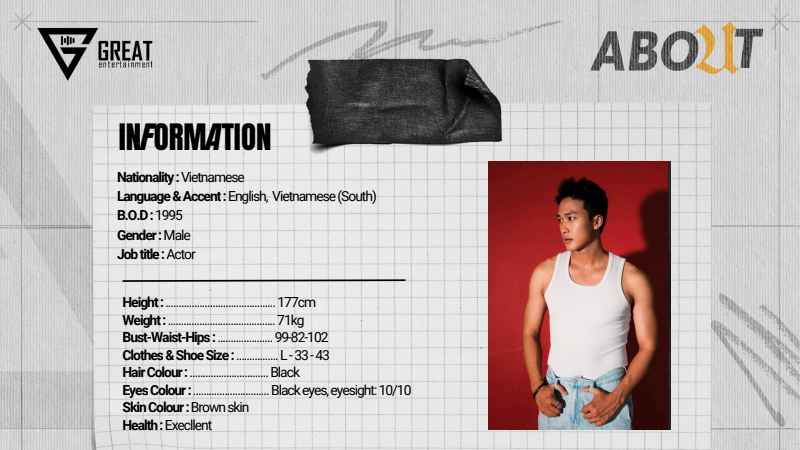 GREAT
entertainment
ABOUT
INFORMATION
Nationality : Vietnamese
Language & Accent : English, Vietnamese (South)
B.O.D : 1995
Gender : Male
Job title : Actor
Height : ........................................ 177cm
Weight : ....................................... 71kg
Bust-Waist-Hips : .................... 99-82-102
Clothes & Shoe Size : ............... L - 33 - 43
Hair Colour : ............................. Black
Eyes Colour : ............................ Black eyes, eyesight: 10/10
Skin Colour : Brown skin
Health : Execllent